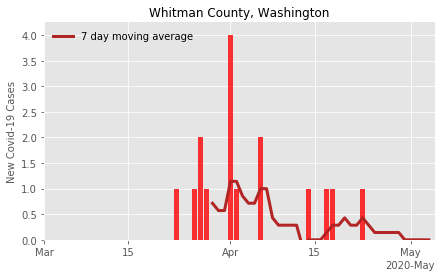 Whitman County, Washington
7 day moving average
New Covid-19 Cases
4.0
3.5
3.0
2.5
2.0
1.5
1.0
0.5
0.0
Mar 15 Apr 15 May
2020-May